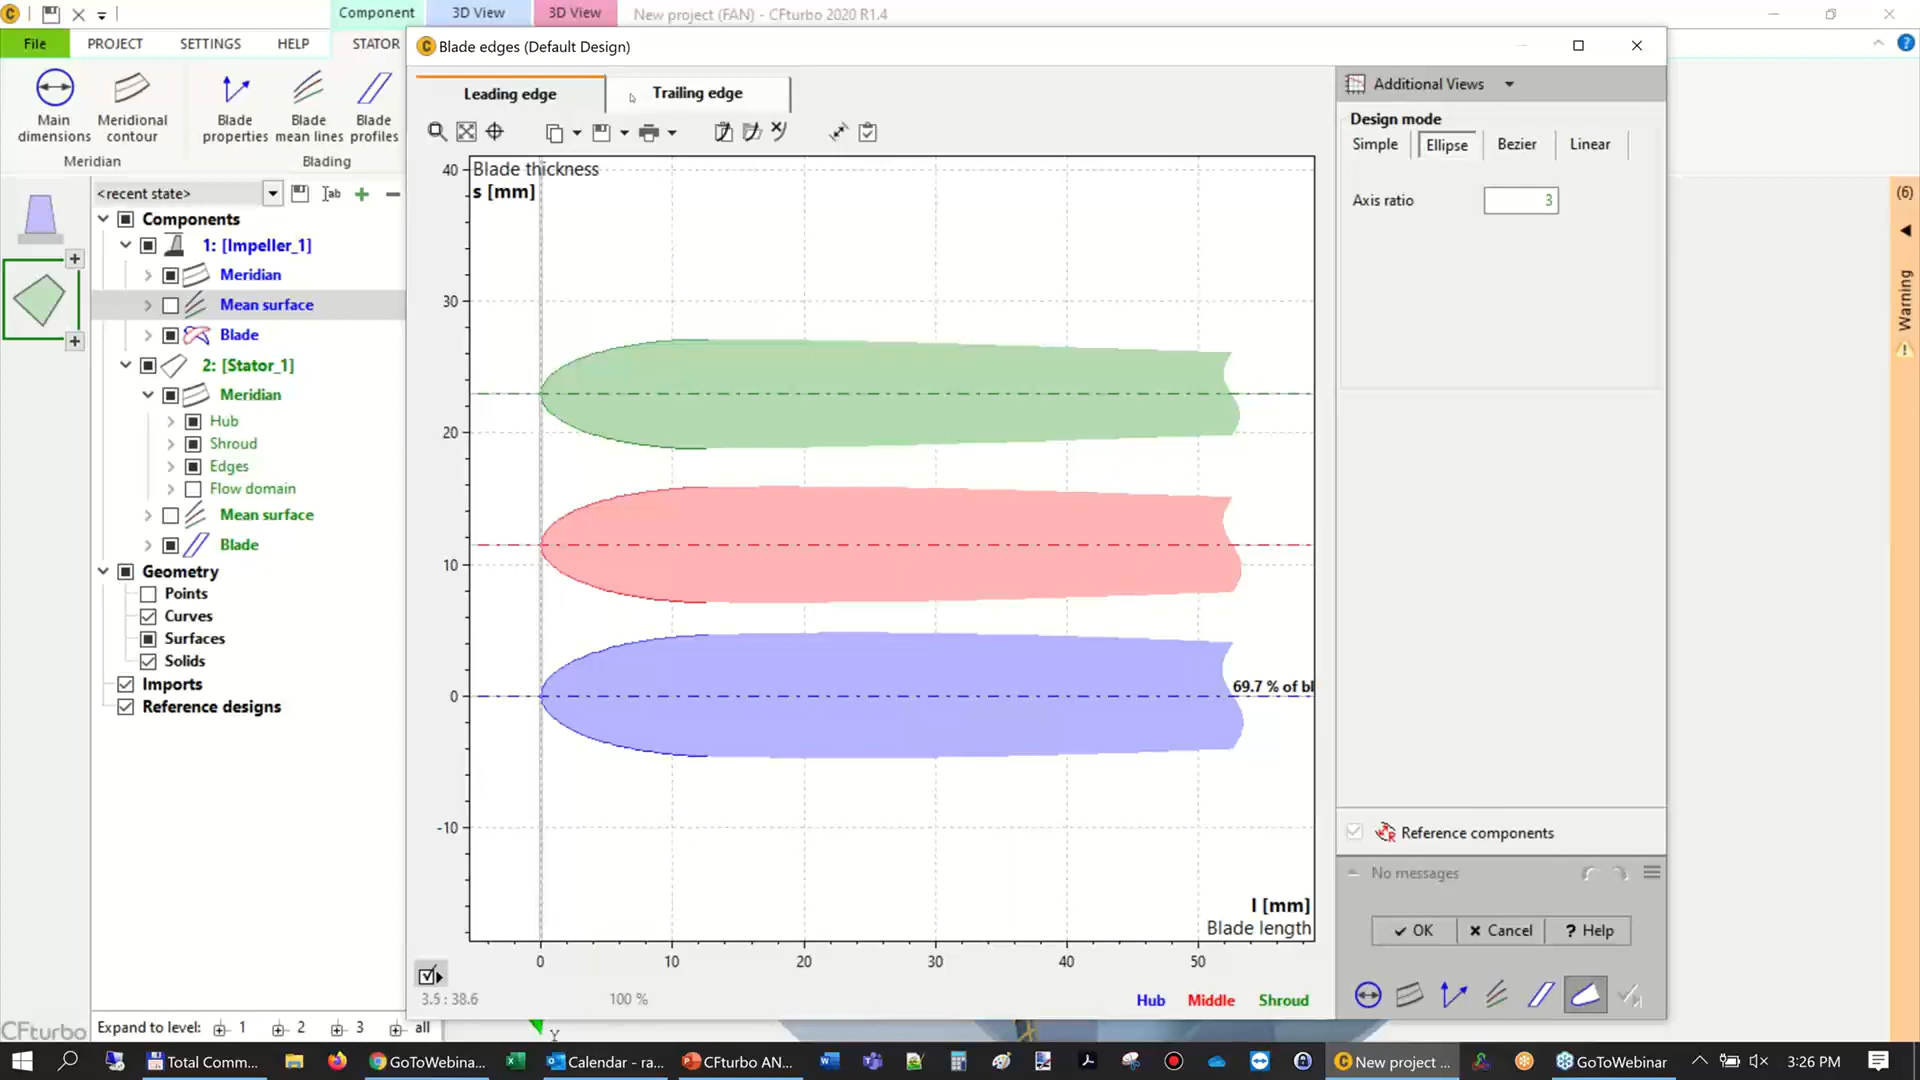 Component
3D View
3D View
New project (FAN) - CFturbo 2020 R1.4
File
PROJECT
SETTINGS
HELP
STATOR
Main dimensions
Meridional contour
Blade properties
Blade mean lines
Blade profiles
Meridian
Blading
<recent state>
Components
1: [Impeller_1]
Meridian
Mean surface
Blade
2: [Stator_1]
Meridian
Hub
Shroud
Edges
Flow domain
Mean surface
Blade
Geometry
Points
Curves
Surfaces
Solids
Imports
Reference designs
CFturbo
Expand to level:
1
2
3
all
Blade edges (Default Design)
Leading edge
Trailing edge
Blade thickness
s [mm]
40
30
20
10
0
-10
69.7 % of bl
l [mm]
Blade length
0
10
20
30
40
50
3.5 : 38.6
100 %
Hub
Middle
Shroud
Additional Views
Design mode
Simple
Ellipse
Bezier
Linear
Axis ratio
3
Reference components
No messages
OK
Cancel
? Help
(6)
Warning
Y
Total Comm...
GoToWebina...
Calendar - ra...
CFturbo AN...
New project ...
GoToWebinar
3:26 PM